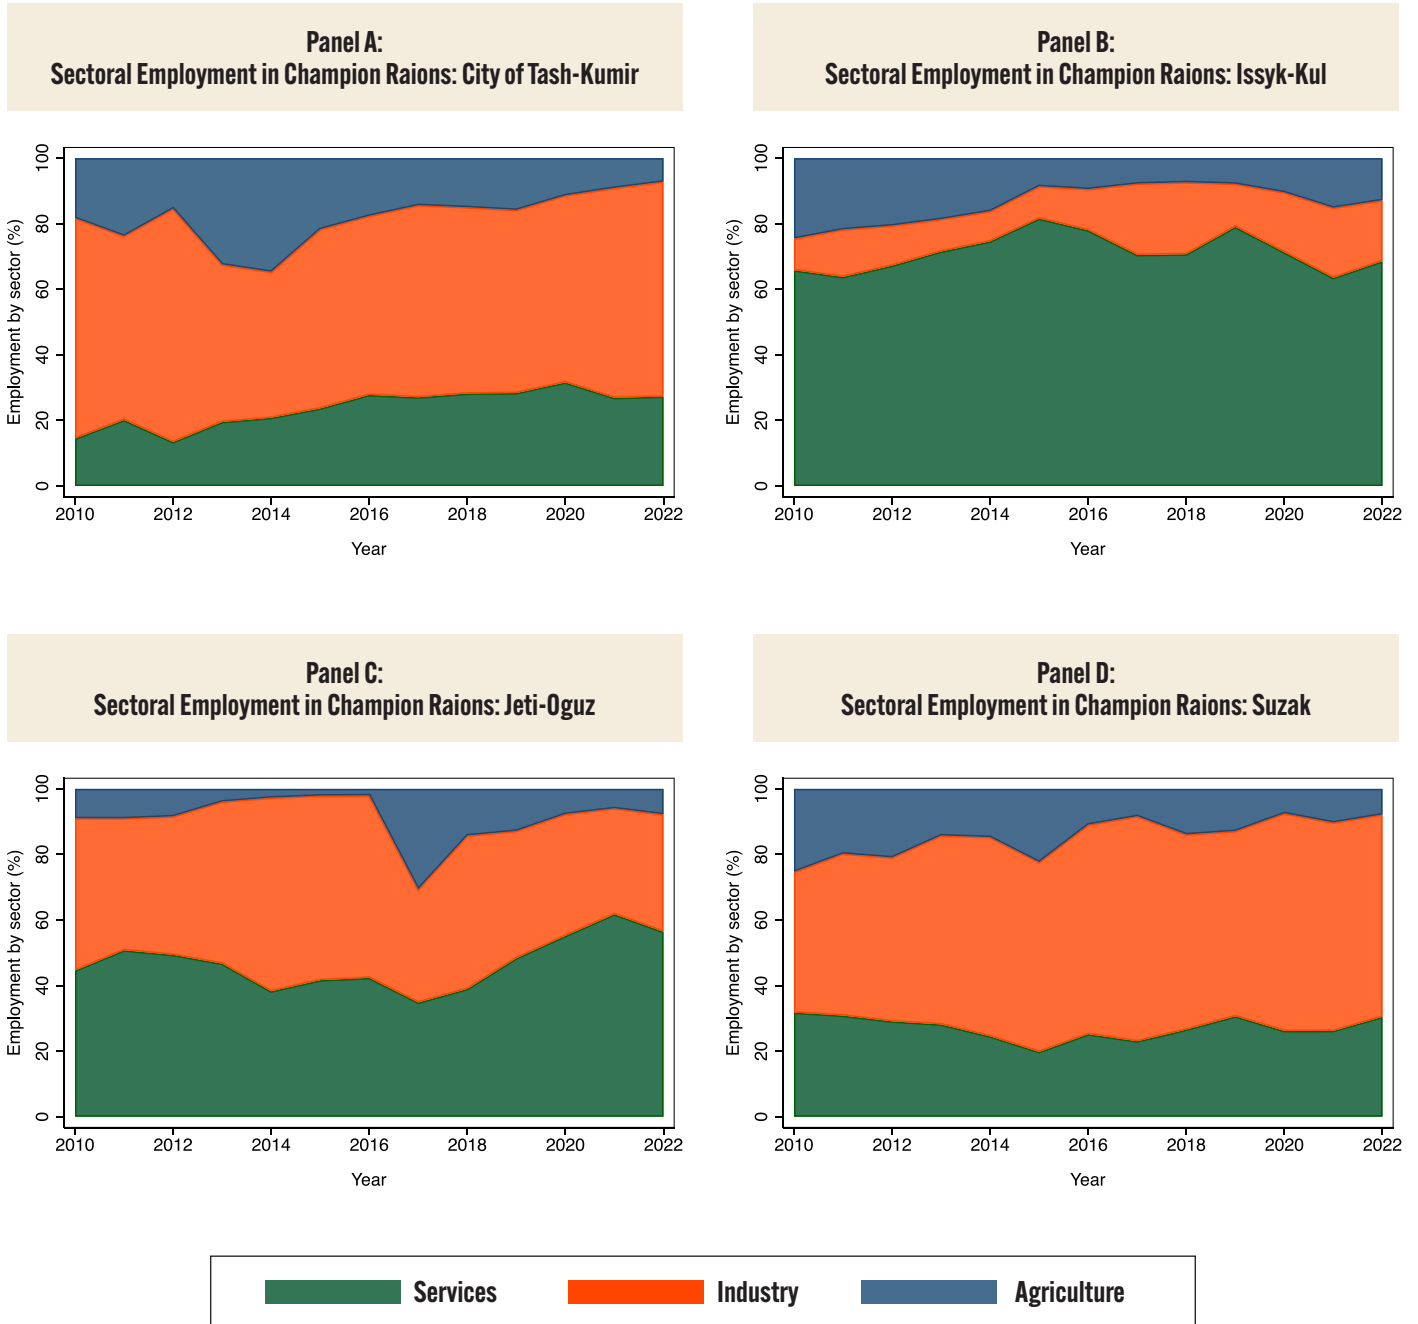 Panel A:
Sectoral Employment in Champion Raions: City of Tash-Kumir
Employment by sector (%)
100
80
60
40
20
0
2010 2012 2014 2016 2018 2020 2022
Year
Panel B:
Sectoral Employment in Champion Raions: Issyk-Kul
Employment by sector (%)
100
80
60
40
20
0
2010 2012 2014 2016 2018 2020 2022
Year
Panel C:
Sectoral Employment in Champion Raions: Jeti-Oguz
Employment by sector (%)
100
80
60
40
20
0
2010 2012 2014 2016 2018 2020 2022
Year
Panel D:
Sectoral Employment in Champion Raions: Suzak
Employment by sector (%)
100
80
60
40
20
0
2010 2012 2014 2016 2018 2020 2022
Year
Services Industry Agriculture